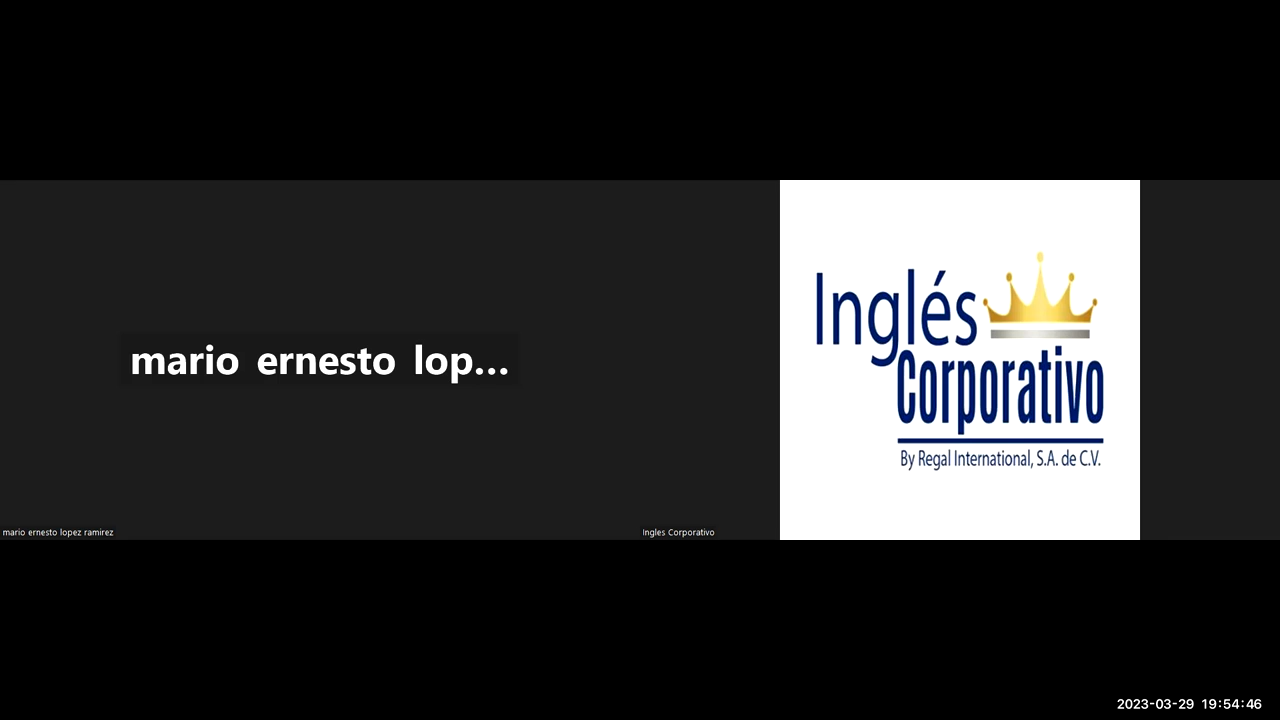 mario ernesto lop...
mario ernesto lopez ramirez
Inglés
Corporativo
By Regal International, S.A. de C.V.
Ingles Corporativo
2023-03-29 19:54:46